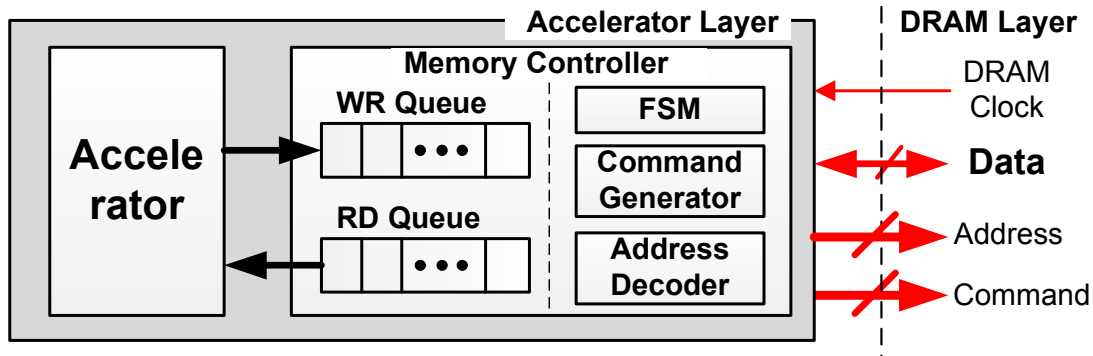 Accelerator Layer
DRAM Layer
Memory Controller
WR Queue
RD Queue
Accele
rator
FSM
Command
Generator
Address
Decoder
DRAM
Clock
Data
Address
Command